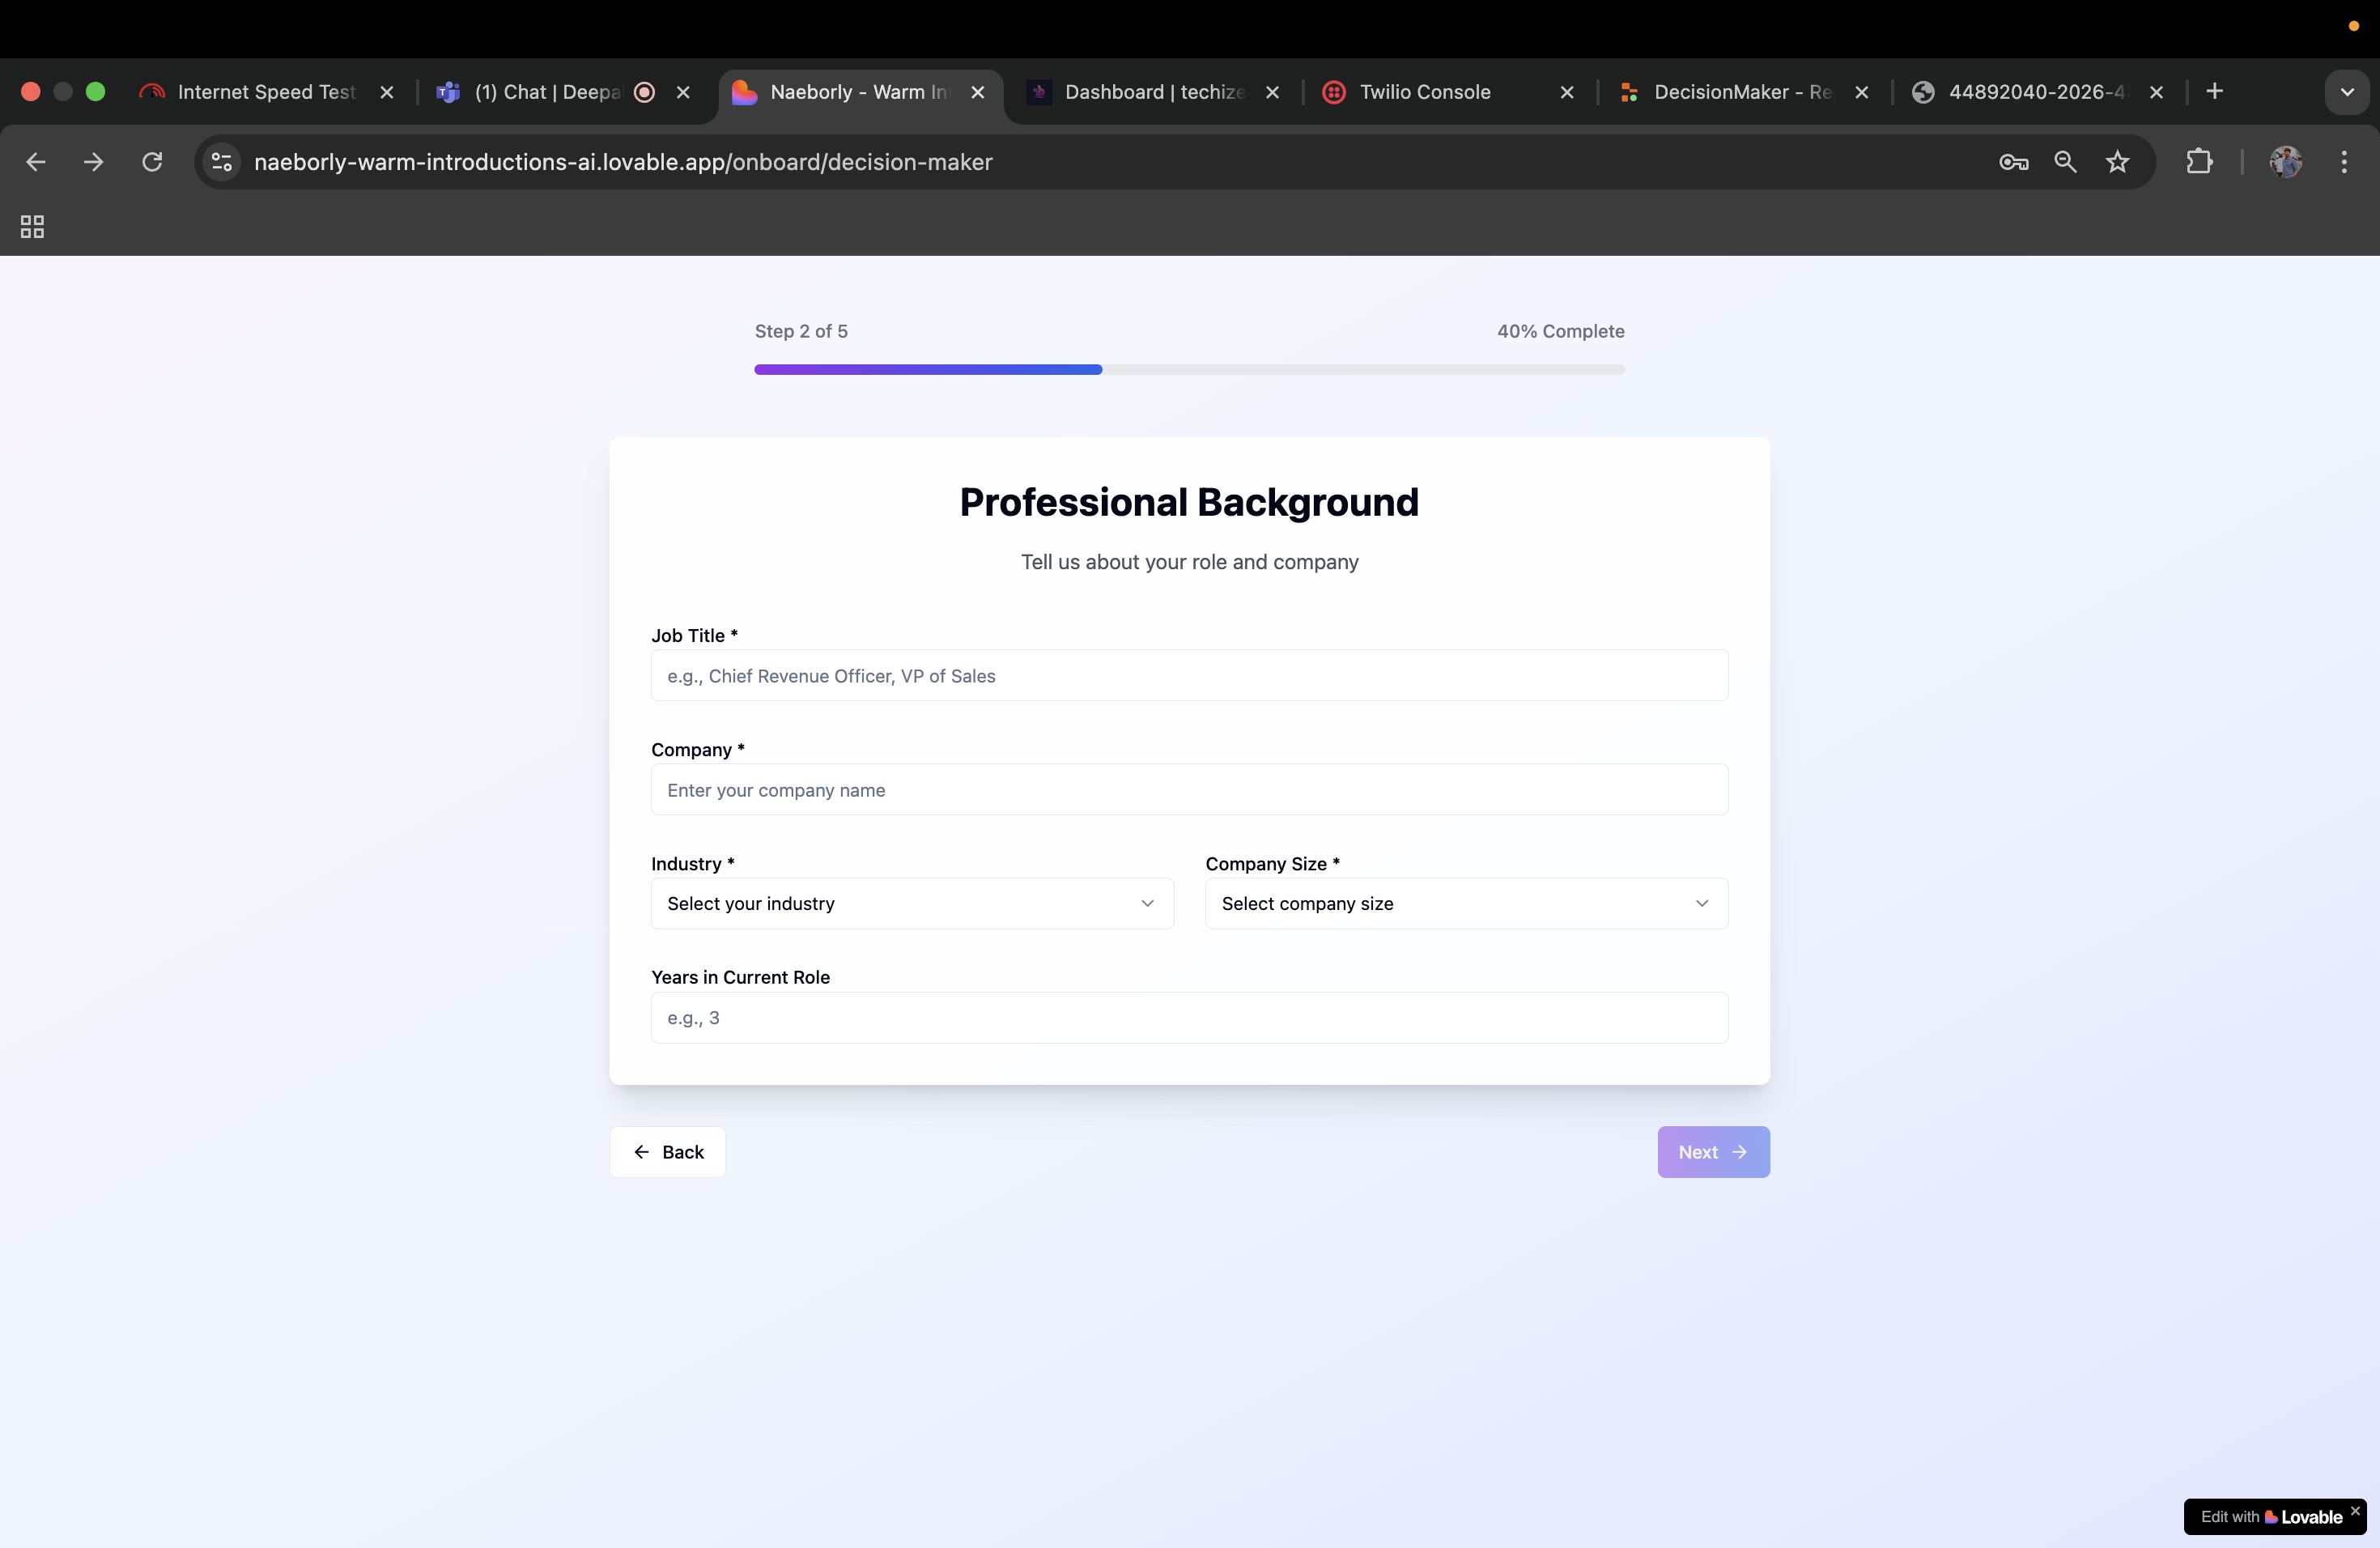 Internet Speed Test
(1) Chat | Deepa
Naeborly - Warm In
Dashboard | techize
Twilio Console
DecisionMaker - Re
44892040-2026-4
naeborly-warm-introductions-ai.lovable.app/onboard/decision-maker
Step 2 of 5
40% Complete
Professional Background
Tell us about your role and company
Job Title *
e.g., Chief Revenue Officer, VP of Sales
Company *
Enter your company name
Industry *
Company Size *
Select your industry
Select company size
Years in Current Role
e.g., 3
Back
Next
Edit with Lovable